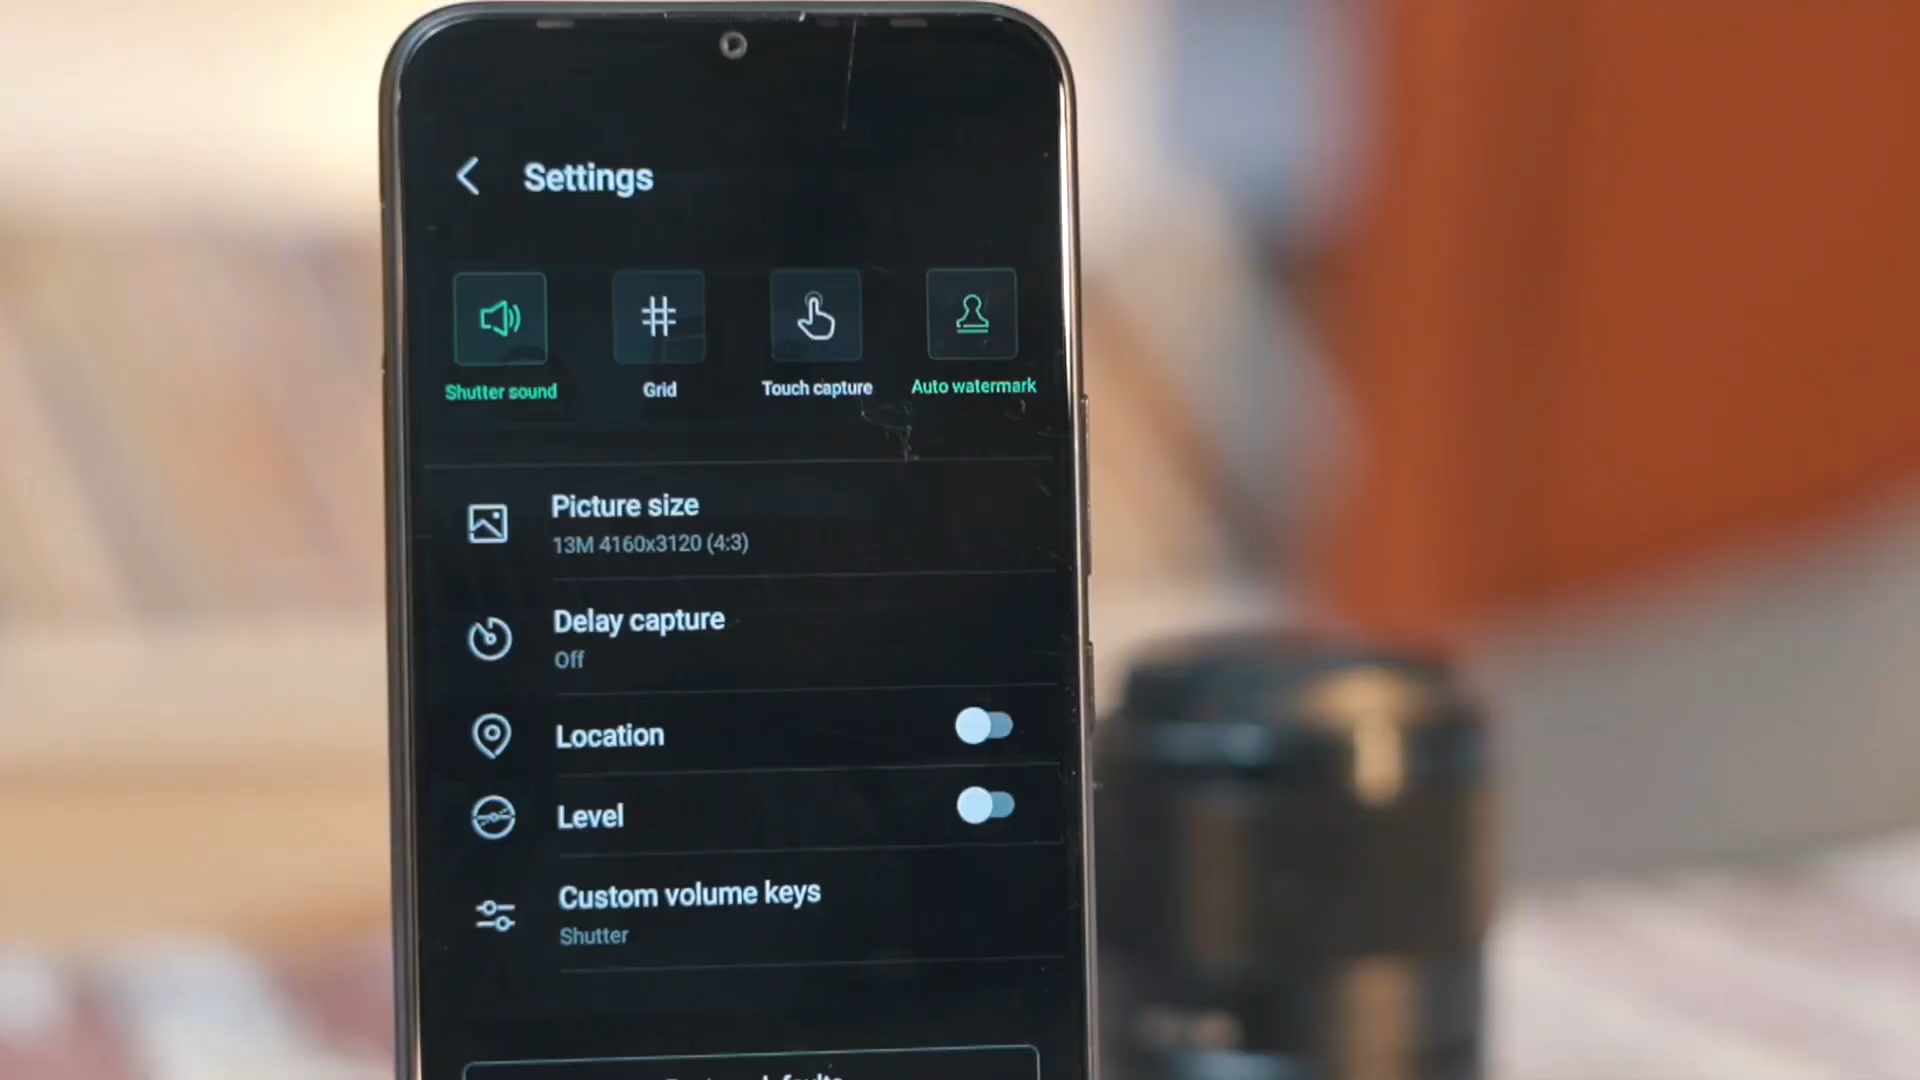 Settings
Shutter sound
Grid
Touch capture
Auto watermark
Picture size
13M 4160x3120 (4:3)
Delay capture
Off
Location
Level
Custom volume keys
Shutter